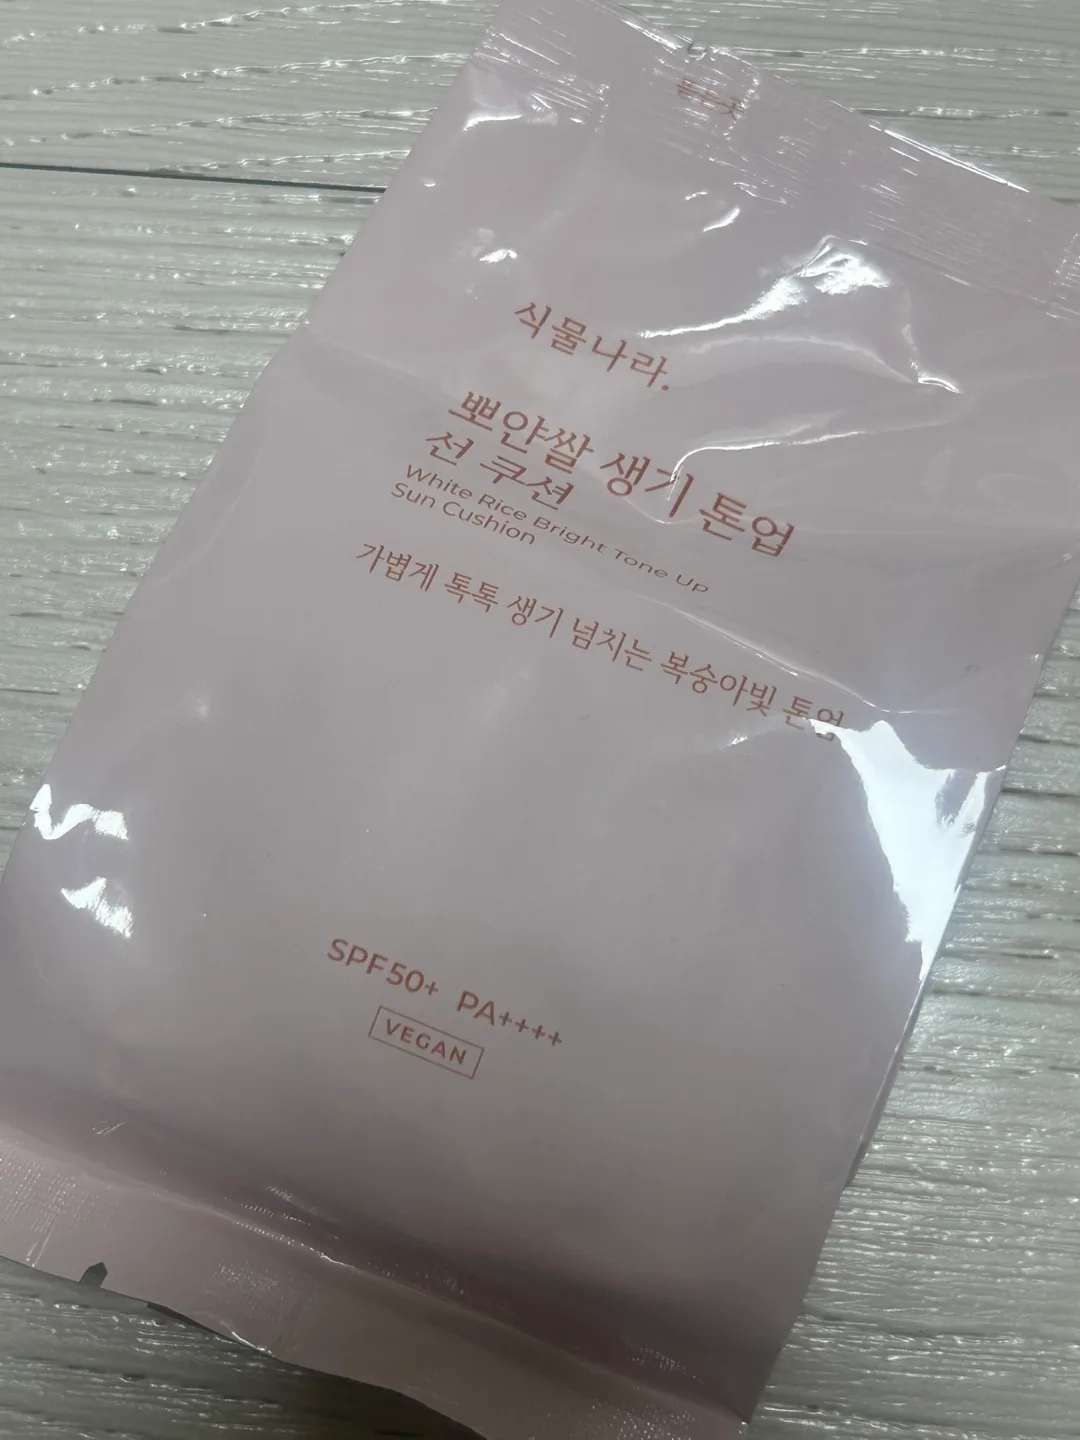 식물나라.
뽀얀쌀 생기 톤업
선 쿠션
White Rice Bright Tone Up
Sun Cushion
가볍게 톡톡 생기 넘치는 복숭아빛 톤업
SPF50+ PA++++
VEGAN